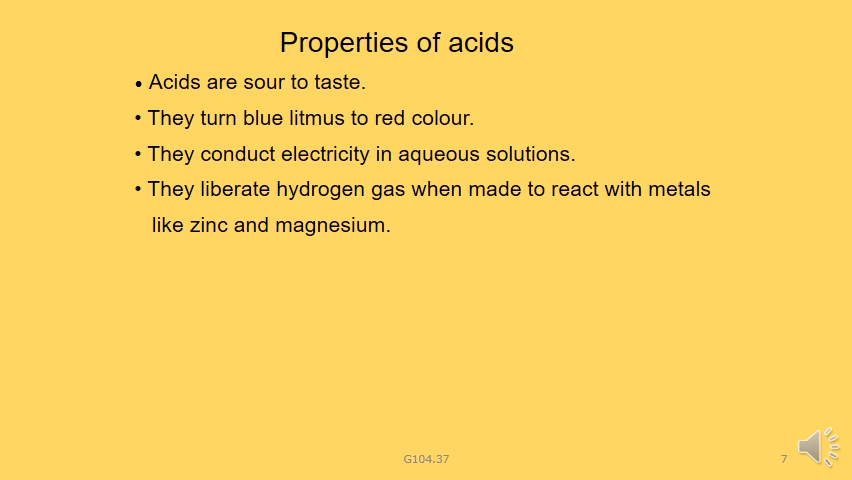 Properties of acids
• Acids are sour to taste.
• They turn blue litmus to red colour.
• They conduct electricity in aqueous solutions.
• They liberate hydrogen gas when made to react with metals
like zinc and magnesium.
G104.37
7